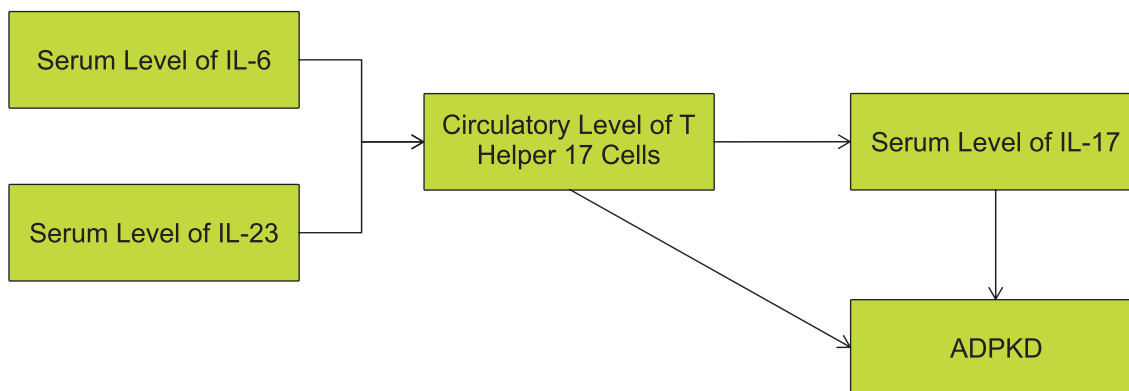 Serum Level of IL-6
Serum Level of IL-23
Circulatory Level of T
Helper 17 Cells
Serum Level of IL-17
ADPKD